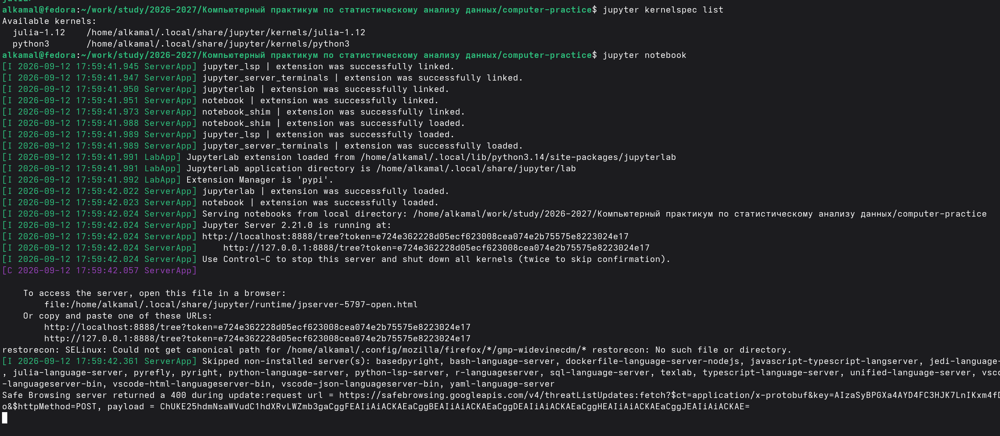 alkamal@fedora:~/work/study/2026-2027/Компьютерный практикум по статистическому анализу данных/computer-practice$ jupyter kernelspec list
Available kernels:
  julia-1.12    /home/alkamal/.local/share/jupyter/kernels/julia-1.12
  python3       /home/alkamal/.local/share/jupyter/kernels/python3
alkamal@fedora:~/work/study/2026-2027/Компьютерный практикум по статистическому анализу данных/computer-practice$ jupyter notebook
[I 2026-09-12 17:59:41.945 ServerApp] jupyter_lsp | extension was successfully linked.
[I 2026-09-12 17:59:41.947 ServerApp] jupyter_server_terminals | extension was successfully linked.
[I 2026-09-12 17:59:41.950 ServerApp] jupyterlab | extension was successfully linked.
[I 2026-09-12 17:59:41.951 ServerApp] notebook | extension was successfully linked.
[I 2026-09-12 17:59:41.973 ServerApp] notebook_shim | extension was successfully linked.
[I 2026-09-12 17:59:41.988 ServerApp] notebook_shim | extension was successfully loaded.
[I 2026-09-12 17:59:41.989 ServerApp] jupyter_lsp | extension was successfully loaded.
[I 2026-09-12 17:59:41.989 ServerApp] jupyter_server_terminals | extension was successfully loaded.
[I 2026-09-12 17:59:41.991 LabApp] JupyterLab extension loaded from /home/alkamal/.local/lib/python3.14/site-packages/jupyterlab
[I 2026-09-12 17:59:41.991 LabApp] JupyterLab application directory is /home/alkamal/.local/share/jupyter/lab
[I 2026-09-12 17:59:41.992 LabApp] Extension Manager is 'pypi'.
[I 2026-09-12 17:59:42.022 ServerApp] jupyterlab | extension was successfully loaded.
[I 2026-09-12 17:59:42.023 ServerApp] notebook | extension was successfully loaded.
[I 2026-09-12 17:59:42.024 ServerApp] Serving notebooks from local directory: /home/alkamal/work/study/2026-2027/Компьютерный практикум по статистическому анализу данных/computer-practice
[I 2026-09-12 17:59:42.024 ServerApp] Jupyter Server 2.21.0 is running at:
[I 2026-09-12 17:59:42.024 ServerApp] http://localhost:8888/tree?token=e724e362228d05ecf623008cea074e2b75575e8223024e17
[I 2026-09-12 17:59:42.024 ServerApp]     http://127.0.0.1:8888/tree?token=e724e362228d05ecf623008cea074e2b75575e8223024e17
[I 2026-09-12 17:59:42.024 ServerApp] Use Control-C to stop this server and shut down all kernels (twice to skip confirmation).
[C 2026-09-12 17:59:42.057 ServerApp]
    To access the server, open this file in a browser:
        file:/home/alkamal/.local/share/jupyter/runtime/jpserver-5797-open.html
    Or copy and paste one of these URLs:
        http://localhost:8888/tree?token=e724e362228d05ecf623008cea074e2b75575e8223024e17
        http://127.0.0.1:8888/tree?token=e724e362228d05ecf623008cea074e2b75575e8223024e17
restorecon: SELinux: Could not get canonical path for /home/alkamal/.config/mozilla/firefox/*/gmp-widevinecdm/* restorecon: No such file or directory.
[I 2026-09-12 17:59:42.361 ServerApp] Skipped non-installed server(s): basedpyright, bash-language-server, dockerfile-language-server-nodejs, javascript-typescript-langserver, jedi-language-
, julia-language-server, pyrefly, pyright, python-language-server, python-lsp-server, r-languageserver, sql-language-server, texlab, typescript-language-server, unified-language-server,
-languageserver-bin, vscode-html-languageserver-bin, vscode-json-languageserver-bin, yaml-language-server
Safe Browsing server returned a 400 during update:request url = https://safebrowsing.googleapis.com/v4/threatListUpdates:fetch?$ct=application/x-protobuf&key=AIzaSyBPGXa4AYD4FC3HJK7LnIKxm4f
o&$httpMethod=POST, payload = ChUKE25hdmNsaWVudC1hdXRvLWZmb3gaCggFEAIiAiACKAEaCggBEAIiAiACKAEaCggDEAIiAiACKAEaCggHEAIiAiACKAEaCggJEAIiAiACKAE=